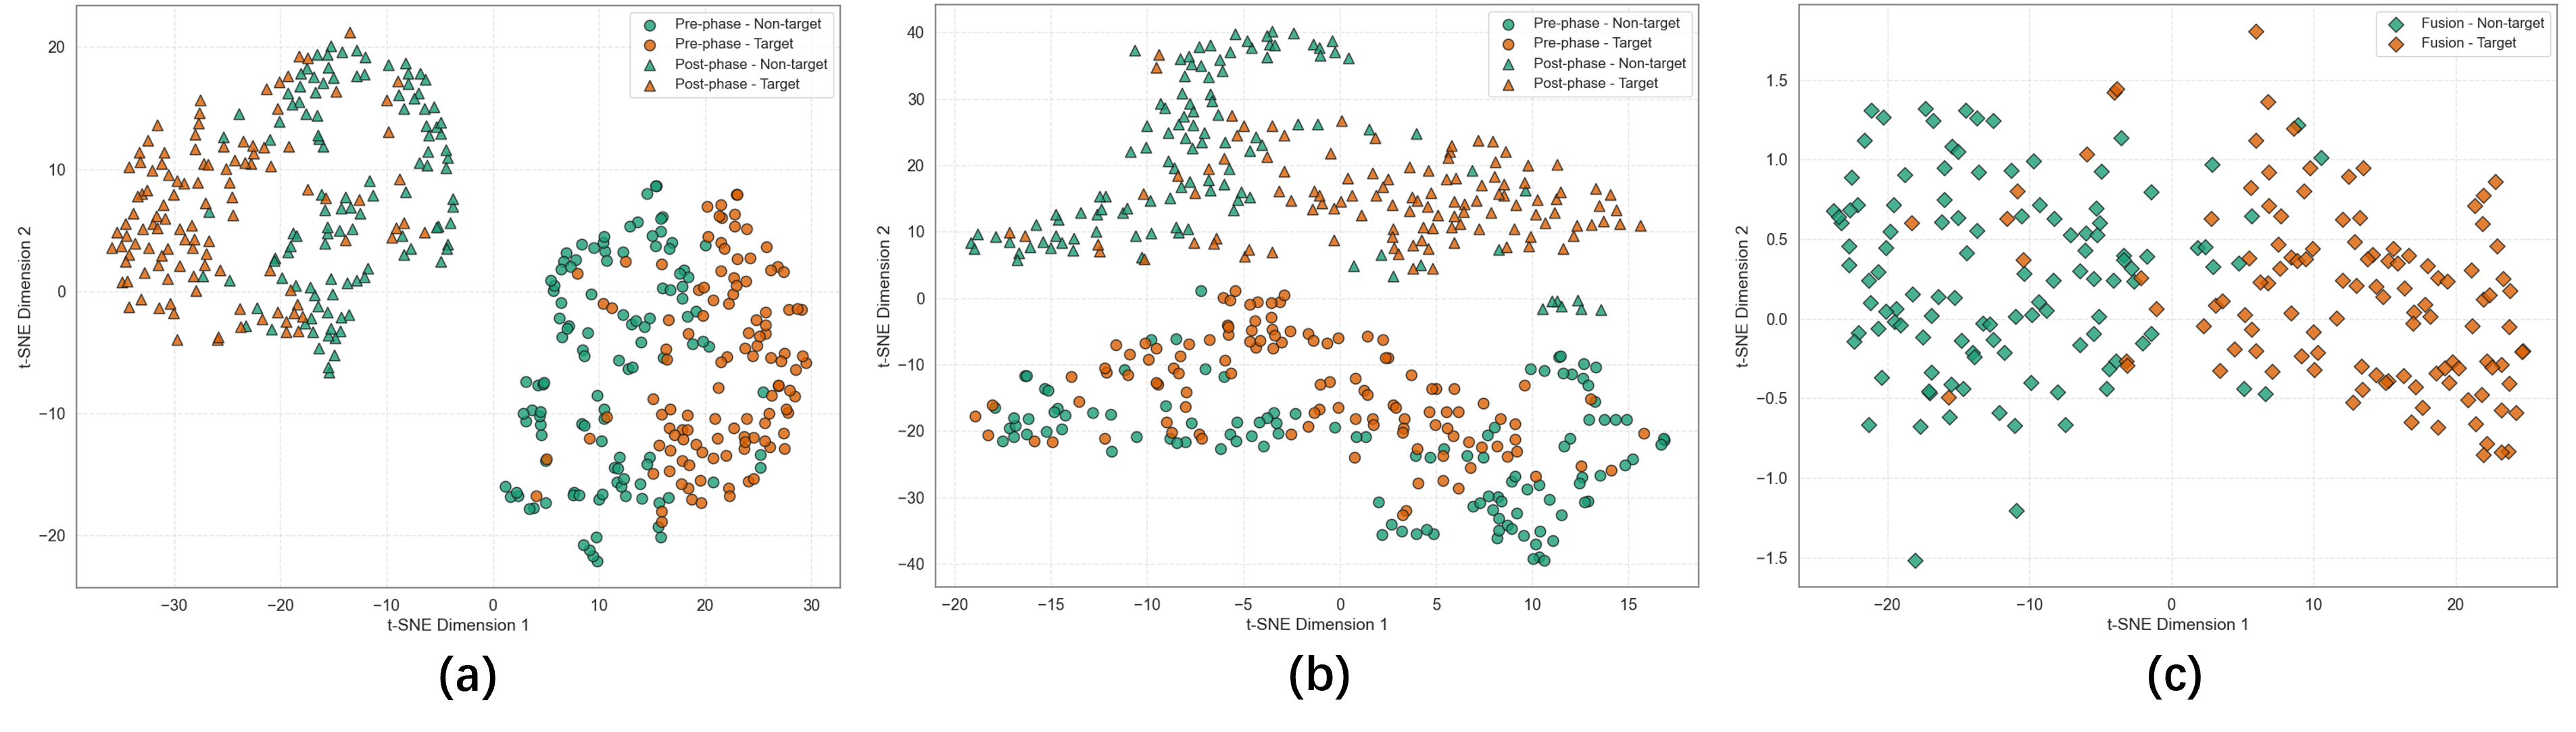 Pre-phase - Non-target
Pre-phase - Target
Post-phase - Non-target
Post-phase - Target
20
10
0
−10
−20
t-SNE Dimension 2
−30
−20
−10
0
10
20
30
t-SNE Dimension 1
(a)
Pre-phase - Non-target
Pre-phase - Target
Post-phase - Non-target
Post-phase - Target
40
30
20
10
0
−10
−20
−30
−40
t-SNE Dimension 2
−20
−15
−10
−5
0
5
10
15
t-SNE Dimension 1
(b)
Fusion - Non-target
Fusion - Target
1.5
1.0
0.5
0.0
−0.5
−1.0
−1.5
t-SNE Dimension 2
−20
−10
0
10
20
t-SNE Dimension 1
(c)